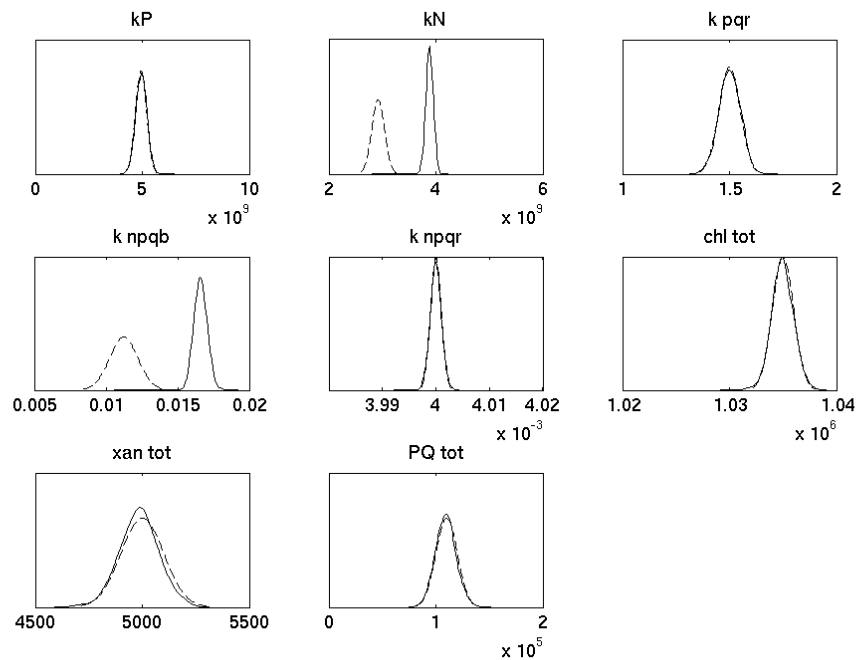 kP
kN
k pqr
0 5 10
x 10^9
2 4 6
x 10^9
1 1.5 2
k npqb
k npqr
chl tot
0.005 0.01 0.015 0.02
3.99 4 4.01 4.02
x 10^-3
1.02 1.03 1.04
x 10^6
xan tot
PQ tot
4500 5000 5500
0 1 2
x 10^5